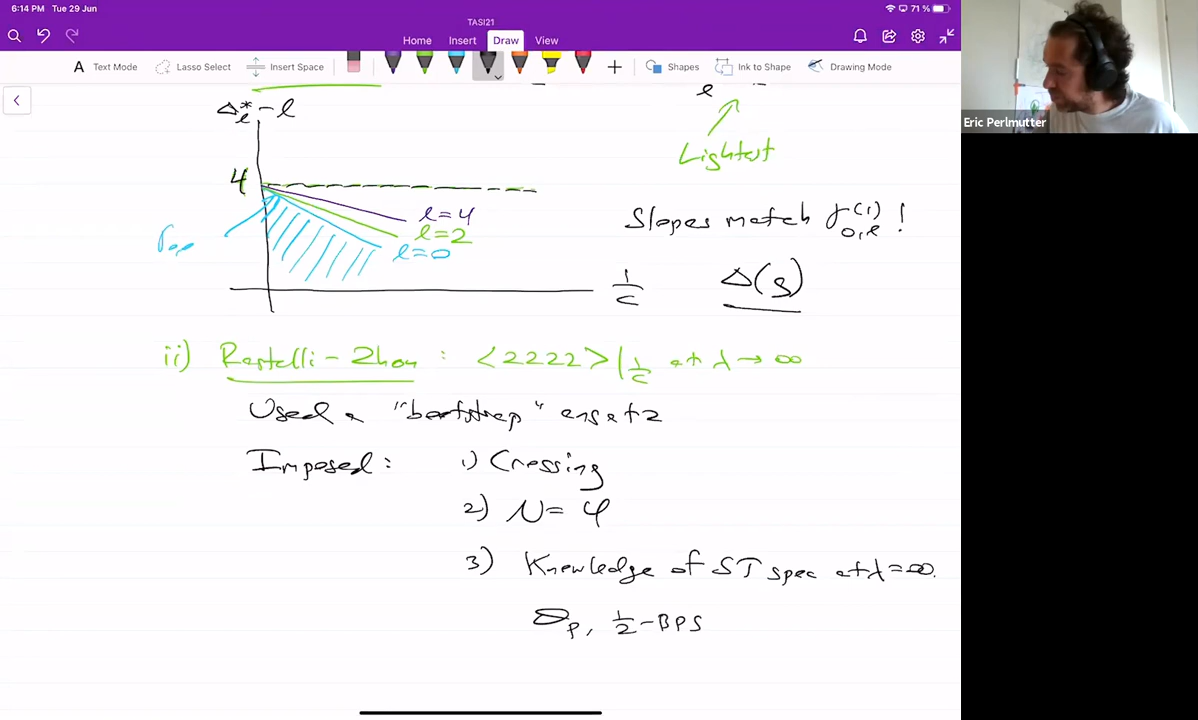 6:14 PM Tue 29 Jun
71 %
TASI21
Home Insert Draw View
A Text Mode Lasso Select Insert Space Shapes Ink to Shape Drawing Mode
Eric Perlmutter
Δ*ℓ - ℓ
ℓ
Lightest
4
ℓ=4
ℓ=2
ℓ=0
Slopes match γ(1)0,ℓ !
1/c
Δ(g)
ii) Rastelli - Zhou : <2222>|1/c at λ → ∞
Used a "bootstrap" ansatz
Imposed : 1) Crossing
2) N= 4
3) Knowledge of ST spec at λ=∞.
Op, 1/2-BPS